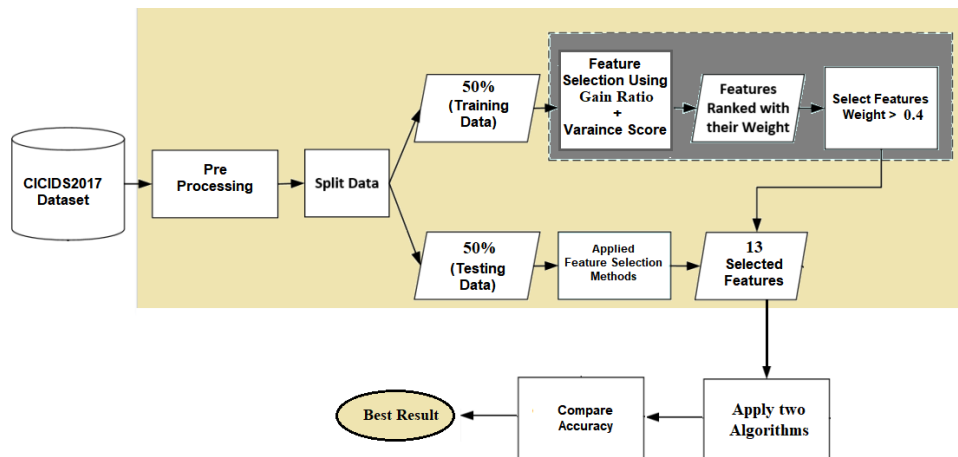 CICIDS2017
Dataset
Pre
Processing
Split Data
50%
(Training
Data)
Feature
Selection Using
Gain Ratio
+
Varaince Score
Features
Ranked with
their Weight
Select Features
Weight > 0.4
50%
(Testing
Data)
Applied
Feature Selection
Methods
13
Selected
Features
Apply two
Algorithms
Compare
Accuracy
Best Result